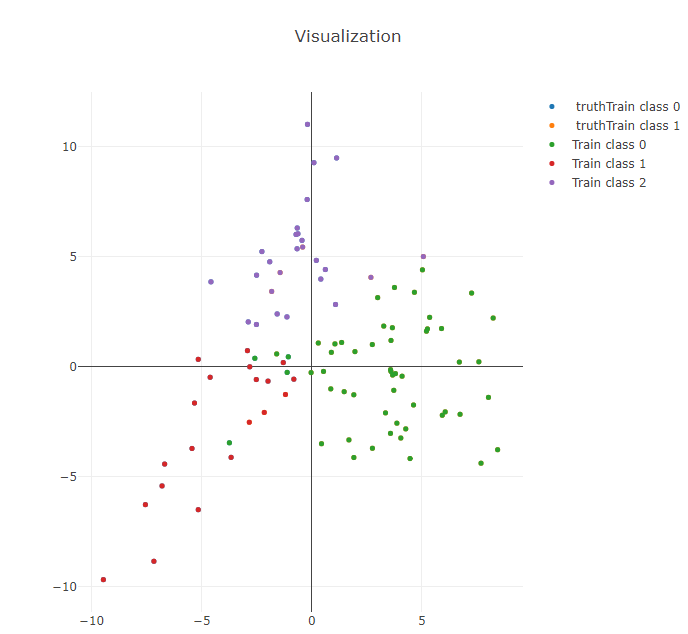 Visualization
truthTrain class 0
truthTrain class 1
Train class 0
Train class 1
Train class 2
10
5
0
−5
−10
−10
−5
0
5